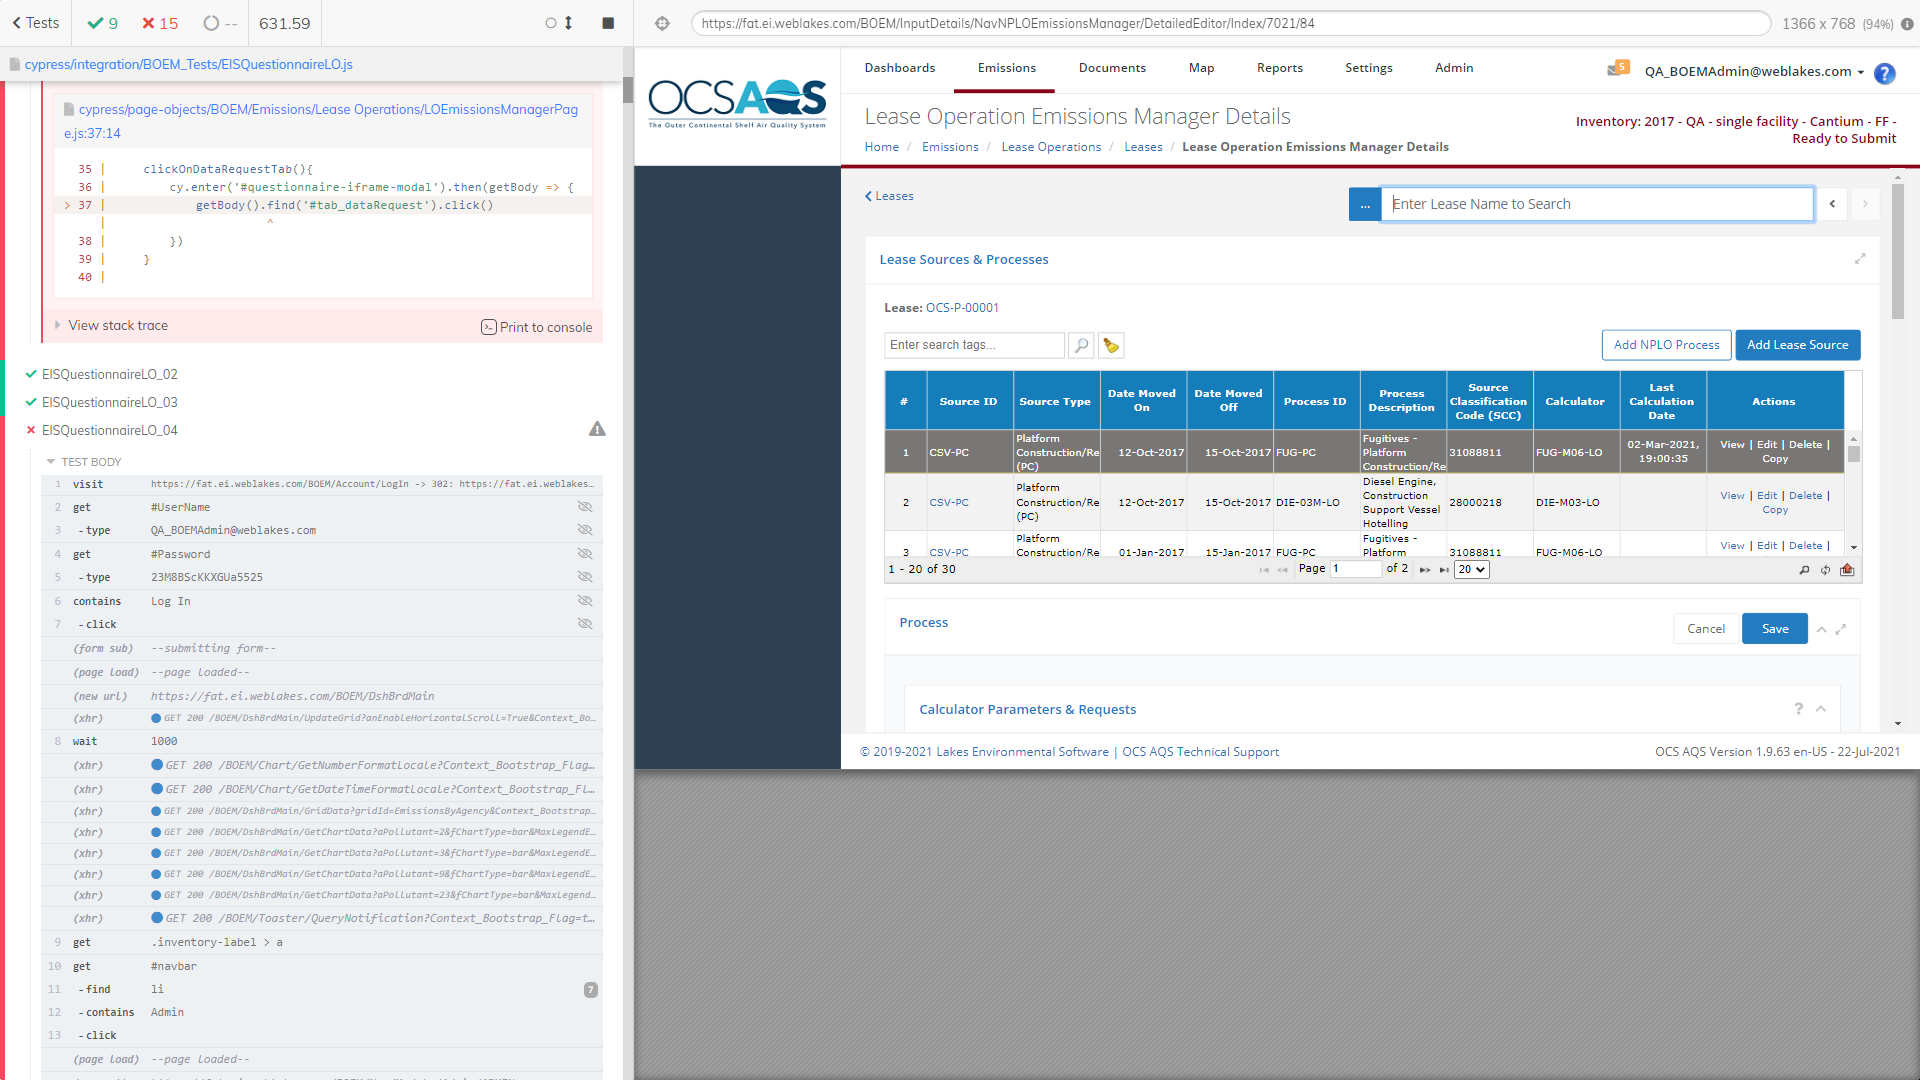 Tests
9
15
--
631.59
cypress/integration/BOEM_Tests/EISQuestionnaireLO.js
cypress/page-objects/BOEM/Emissions/Lease Operations/LOEmissionsManagerPag
e.js:37:14
35 | clickOnDataRequestTab(){
36 | cy.enter('#questionnaire-iframe-modal').then(getBody => {
> 37 | getBody().find('#tab_dataRequest').click()
| ^
38 | })
39 | }
40 |
View stack trace
Print to console
EISQuestionnaireLO_02
EISQuestionnaireLO_03
EISQuestionnaireLO_04
TEST BODY
1 visit https://fat.ei.weblakes.com/BOEM/Account/LogIn -> 302: https://fat.ei.weblakes...
2 get #UserName
3 -type QA_BOEMAdmin@weblakes.com
4 get #Password
5 -type 23M8BScKKXGUa5525
6 contains Log In
7 -click
(form sub) --submitting form--
(page load) --page loaded--
(new url) https://fat.ei.weblakes.com/BOEM/DshBrdMain
(xhr) GET 200 /BOEM/DshBrdMain/UpdateGrid?anEnableHorizontalScroll=True&Context_Bo...
8 wait 1000
(xhr) GET 200 /BOEM/Chart/GetNumberFormatLocale?Context_Bootstrap_Flag...
(xhr) GET 200 /BOEM/Chart/GetDateTimeFormatLocale?Context_Bootstrap_Fl...
(xhr) GET 200 /BOEM/DshBrdMain/GridData?gridId=EmissionsByAgency&Context_Bootstrap...
(xhr) GET 200 /BOEM/DshBrdMain/GetChartData?aPollutant=2&fChartType=bar&MaxLegendE...
(xhr) GET 200 /BOEM/DshBrdMain/GetChartData?aPollutant=3&fChartType=bar&MaxLegendE...
(xhr) GET 200 /BOEM/DshBrdMain/GetChartData?aPollutant=9&fChartType=bar&MaxLegendE...
(xhr) GET 200 /BOEM/DshBrdMain/GetChartData?aPollutant=23&fChartType=bar&MaxLegend...
(xhr) GET 200 /BOEM/Toaster/QueryNotification?Context_Bootstrap_Flag=t...
9 get .inventory-label > a
10 get #navbar
11 -find li 7
12 -contains Admin
13 -click
(page load) --page loaded--
https://fat.ei.weblakes.com/BOEM/InputDetails/NavNPLOEmissionsManager/DetailedEditor/Index/7021/84
1366 x 768 (94%)
OCSAQS
The Outer Continental Shelf Air Quality System
Dashboards
Emissions
Documents
Map
Reports
Settings
Admin
5
QA_BOEMAdmin@weblakes.com
?
Lease Operation Emissions Manager Details
Inventory: 2017 - QA - single facility - Cantium - FF -
Ready to Submit
Home / Emissions / Lease Operations / Leases / Lease Operation Emissions Manager Details
Leases
...
Enter Lease Name to Search
Lease Sources & Processes
Lease: OCS-P-00001
Enter search tags...
Add NPLO Process
Add Lease Source
# Source ID Source Type Date Moved On Date Moved Off Process ID Process Description Source Classification Code (SCC) Calculator Last Calculation Date Actions
1 CSV-PC Platform Construction/Re (PC) 12-Oct-2017 15-Oct-2017 FUG-PC Fugitives - Platform Construction/Re 31088811 FUG-M06-LO 02-Mar-2021, 19:00:35 View | Edit | Delete | Copy
2 CSV-PC Platform Construction/Re (PC) 12-Oct-2017 15-Oct-2017 DIE-03M-LO Diesel Engine, Construction Support Vessel Hotelling 28000218 DIE-M03-LO View | Edit | Delete | Copy
3 CSV-PC Platform Construction/Re 01-Jan-2017 15-Jan-2017 FUG-PC Fugitives - Platform 31088811 FUG-M06-LO View | Edit | Delete |
1 - 20 of 30
Page 1 of 2
20
Process
Cancel
Save
Calculator Parameters & Requests
?
© 2019-2021 Lakes Environmental Software | OCS AQS Technical Support
OCS AQS Version 1.9.63 en-US - 22-Jul-2021